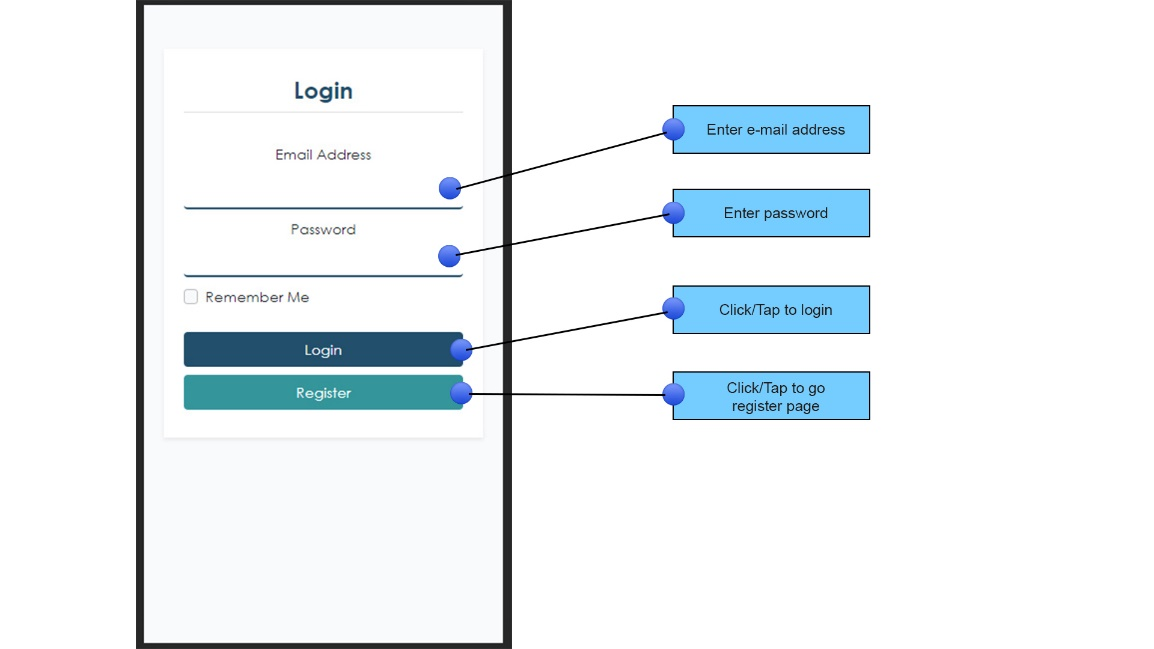 Login
Email Address
Password
Remember Me
Login
Register
Enter e-mail address
Enter password
Click/Tap to login
Click/Tap to go
register page